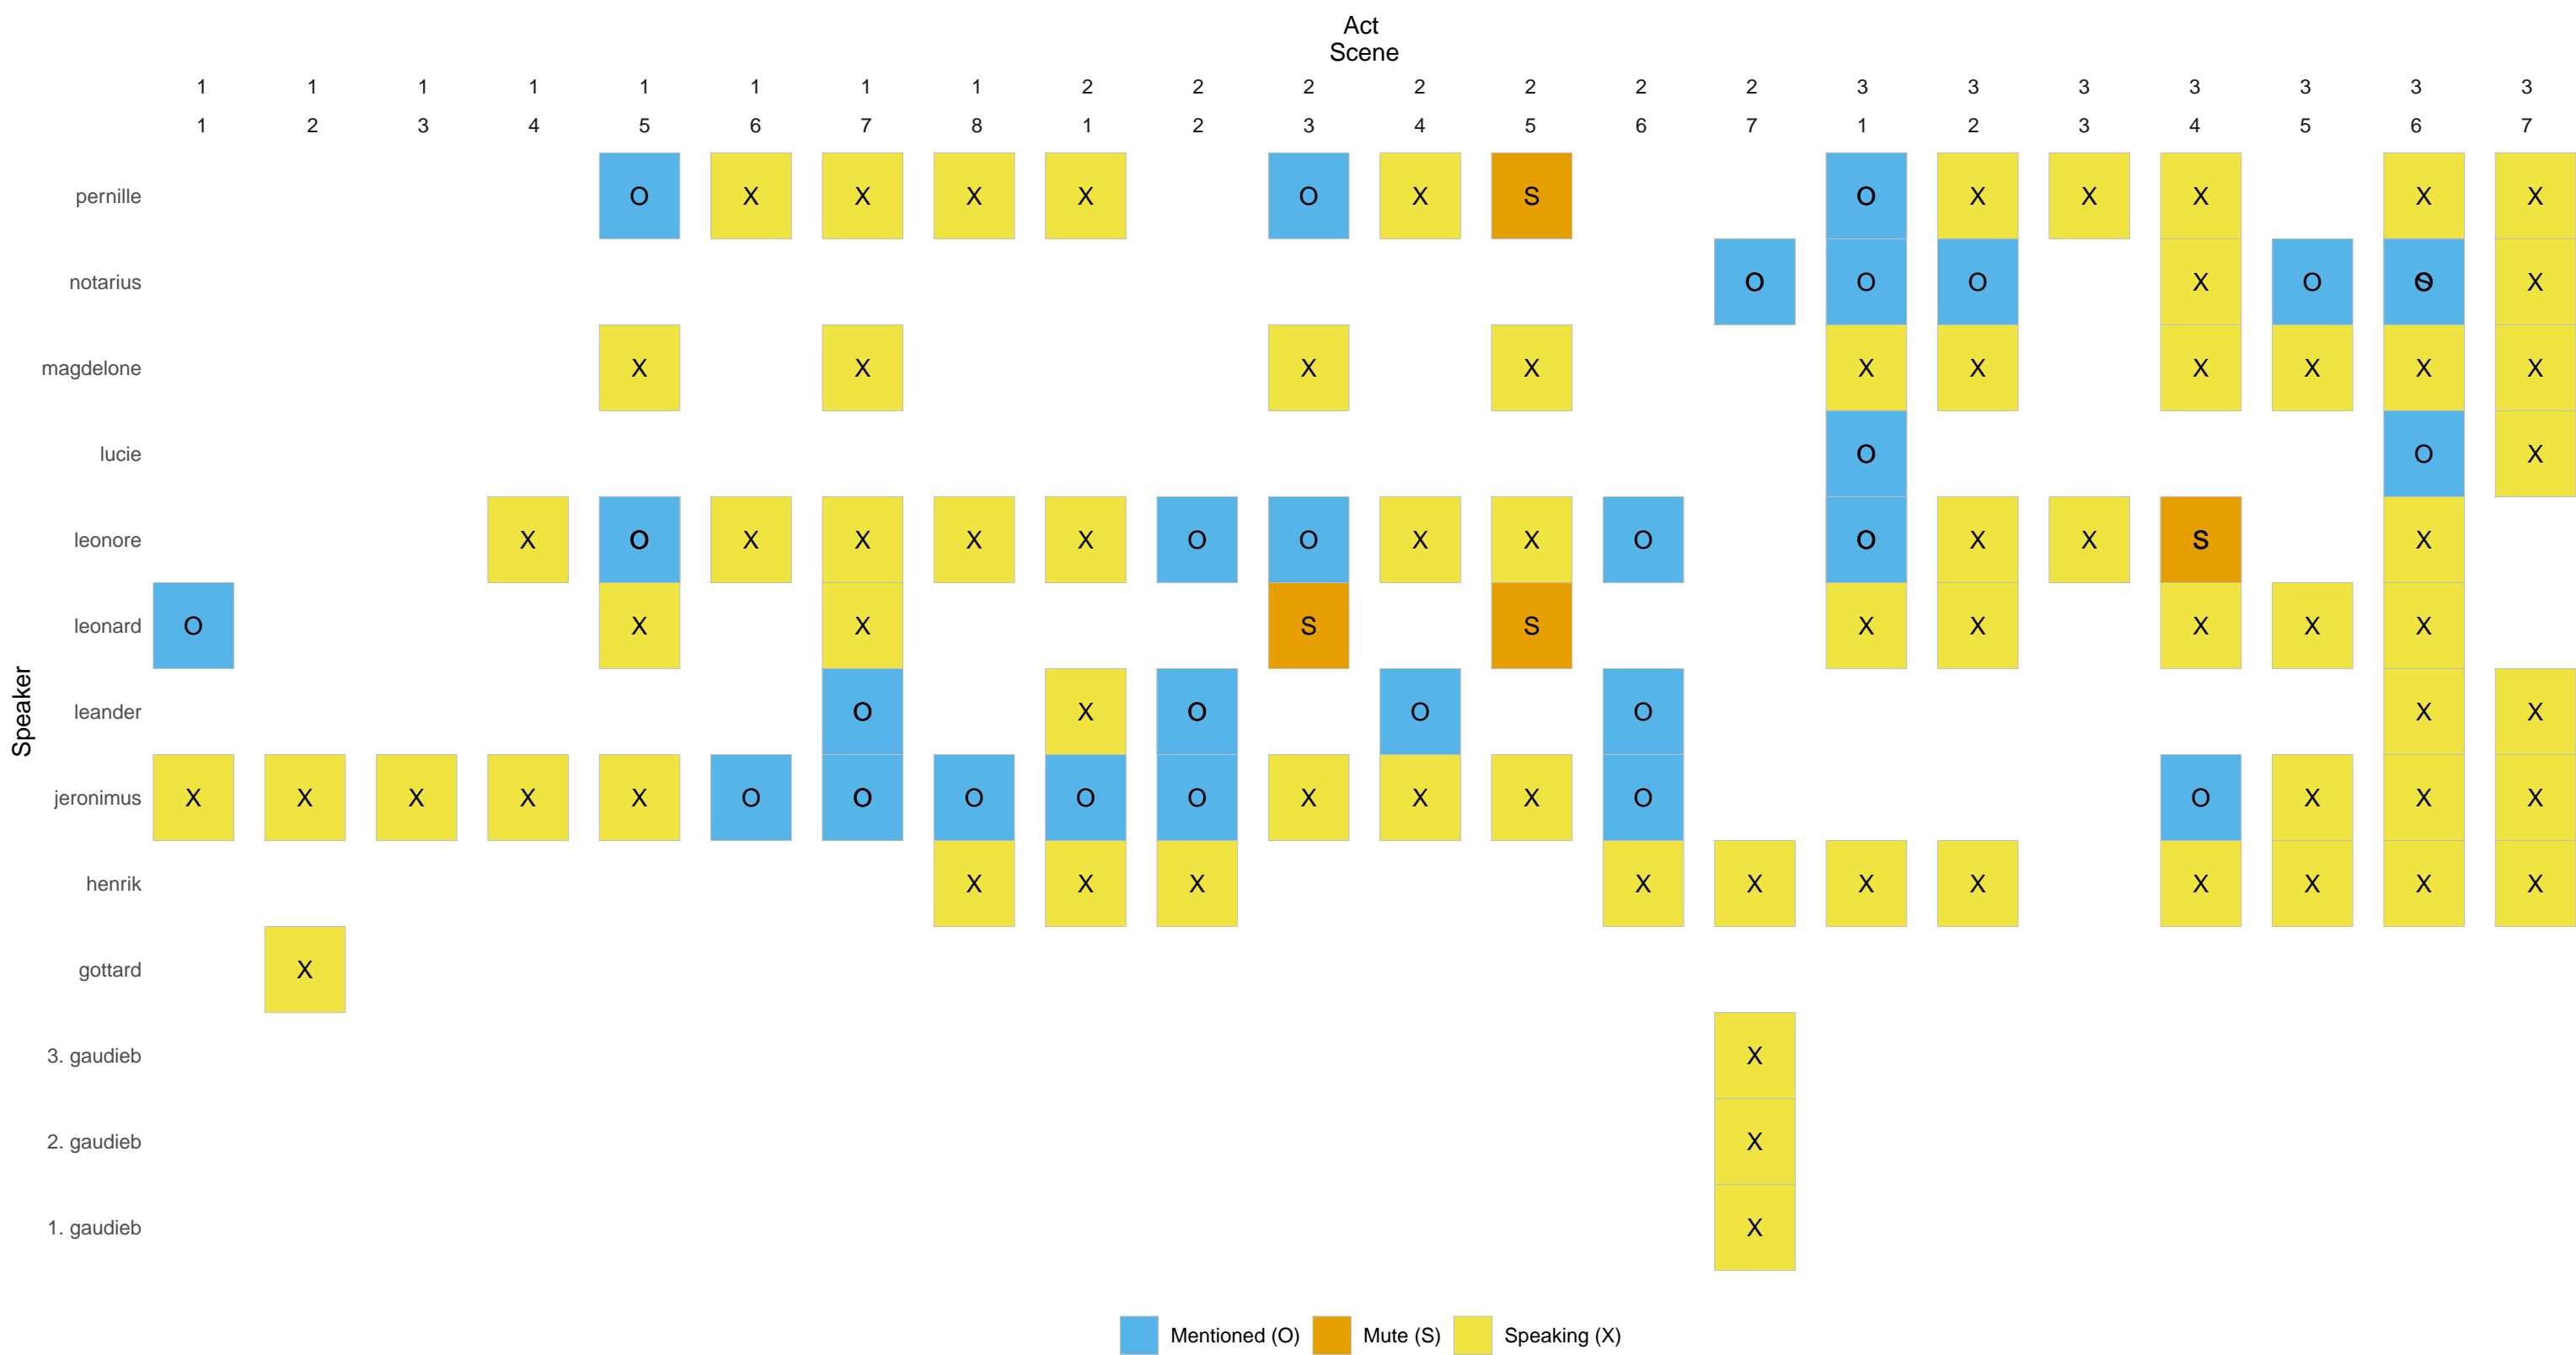 Act
Scene
1 1 1 1 1 1 1 1 2 2 2 2 2 2 2 3 3 3 3 3 3 3
1 2 3 4 5 6 7 8 1 2 3 4 5 6 7 1 2 3 4 5 6 7
pernille O X X X X O X S O X X X X X
notarius O O O X O X
magdelone X X X X X X X X X X
lucie O O X
leonore X O X X X X O O X X O O X X S X
leonard O X X S S X X X X X
leander O X O O O X X
Speaker
jeronimus X X X X X O O O O O X X X O O X X X
henrik X X X X X X X X X X X
gottard X
3. gaudieb X
2. gaudieb X
1. gaudieb X
Mentioned (O) Mute (S) Speaking (X)